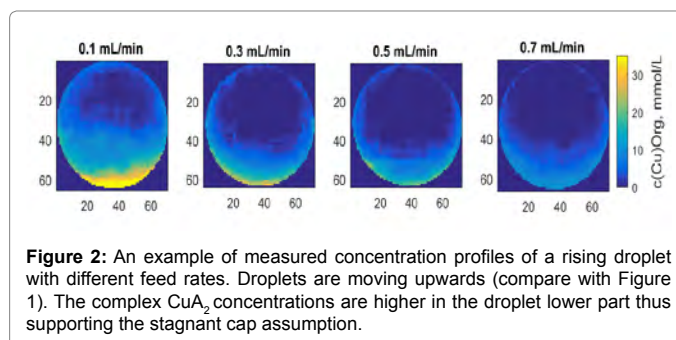 0.1 mL/min 0.3 mL/min 0.5 mL/min 0.7 mL/min
20
40
60
20 40 60
20
40
60
20 40 60
20
40
60
20 40 60
20
40
60
20 40 60
30
20
10
0
c(Cu)Org, mmol/L
Figure 2: An example of measured concentration profiles of a rising droplet
with different feed rates. Droplets are moving upwards (compare with Figure
1). The complex CuA₂ concentrations are higher in the droplet lower part thus
supporting the stagnant cap assumption.